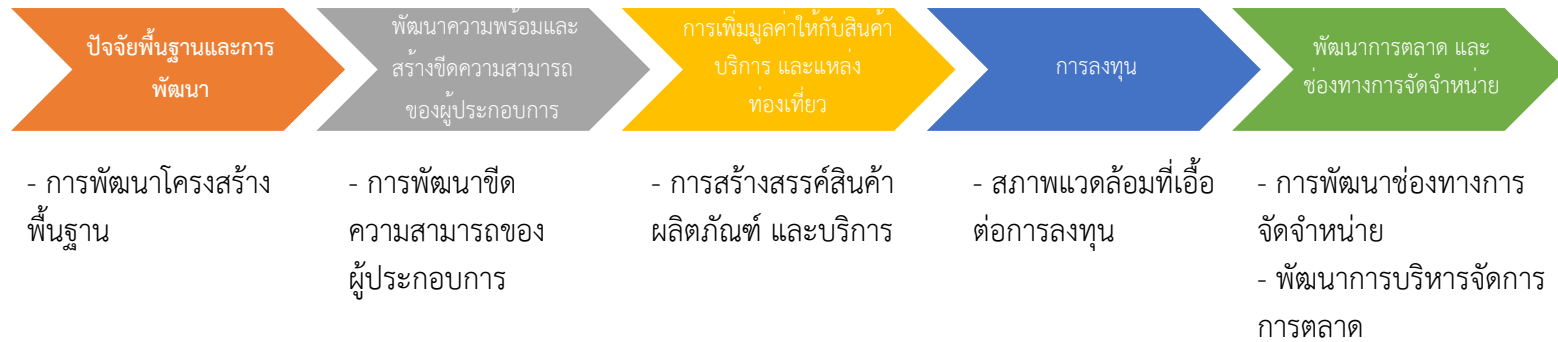 ปัจจัยพื้นฐานและการ
พัฒนา
พัฒนาความพร้อมและ
สร้างขีดความสามารถ
ของผู้ประกอบการ
การเพิ่มมูลค่าให้กับสินค้า
บริการ และแหล่ง
ท่องเที่ยว
การลงทุน
พัฒนาการตลาด และ
ช่องทางการจัดจำหน่าย
- การพัฒนาโครงสร้าง
พื้นฐาน
- การพัฒนาขีด
ความสามารถของ
ผู้ประกอบการ
- การสร้างสรรค์สินค้า
ผลิตภัณฑ์ และบริการ
- สภาพแวดล้อมที่เอื้อ
ต่อการลงทุน
- การพัฒนาช่องทางการ
จัดจำหน่าย
- พัฒนาการบริหารจัดการ
การตลาด